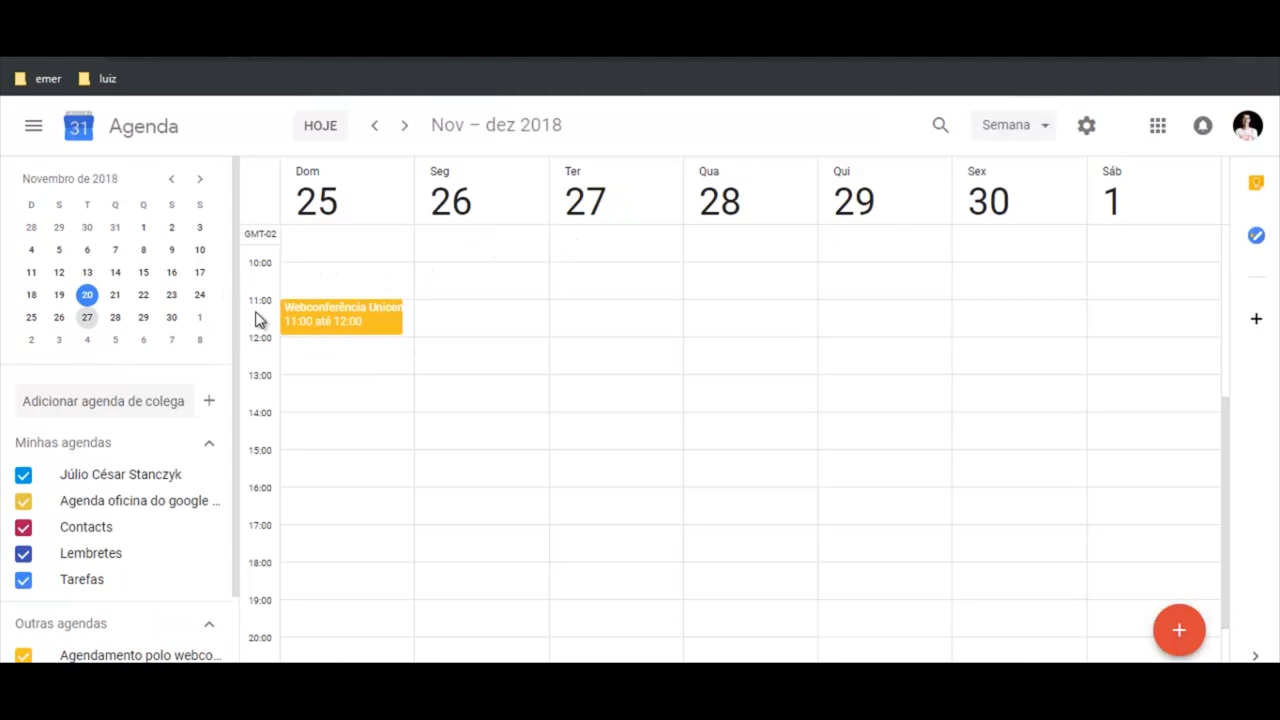 emer luiz
31 Agenda HOJE Nov – dez 2018 Semana
Novembro de 2018
D S T Q Q S S
28 29 30 31 1 2 3
4 5 6 7 8 9 10
11 12 13 14 15 16 17
18 19 20 21 22 23 24
25 26 27 28 29 30 1
2 3 4 5 6 7 8
Adicionar agenda de colega +
Minhas agendas
Júlio César Stanczyk
Agenda oficina do google ...
Contacts
Lembretes
Tarefas
Outras agendas
Agendamento polo webco...
Dom Seg Ter Qua Qui Sex Sáb
25 26 27 28 29 30 1
GMT-02
10:00
11:00
Webconferência Unicen
11:00 até 12:00
12:00
13:00
14:00
15:00
16:00
17:00
18:00
19:00
20:00